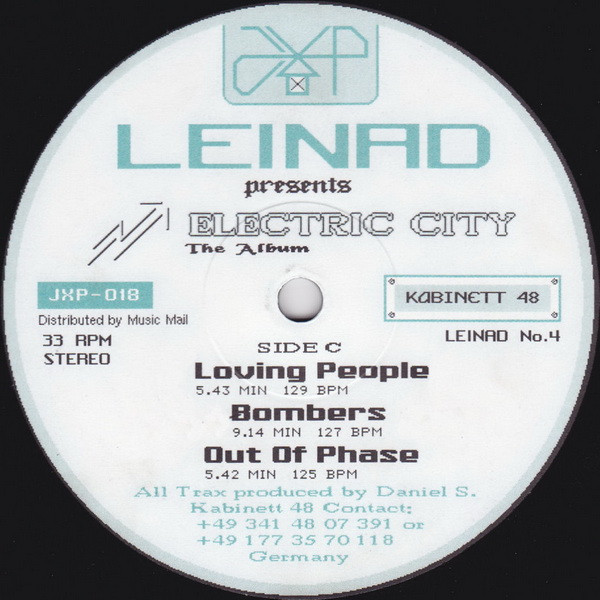 JXP
LEINAD
presents
ELECTRIC CITY
The Album
JXP-018
KABINETT 48
Distributed by Music Mail
33 RPM
LEINAD No.4
STEREO
SIDE C
Loving People
5.43 MIN 129 BPM
Bombers
9.14 MIN 127 BPM
Out Of Phase
5.42 MIN 125 BPM
All Trax produced by Daniel S.
Kabinett 48 Contact:
+49 341 48 07 391 or
+49 177 35 70 118
Germany